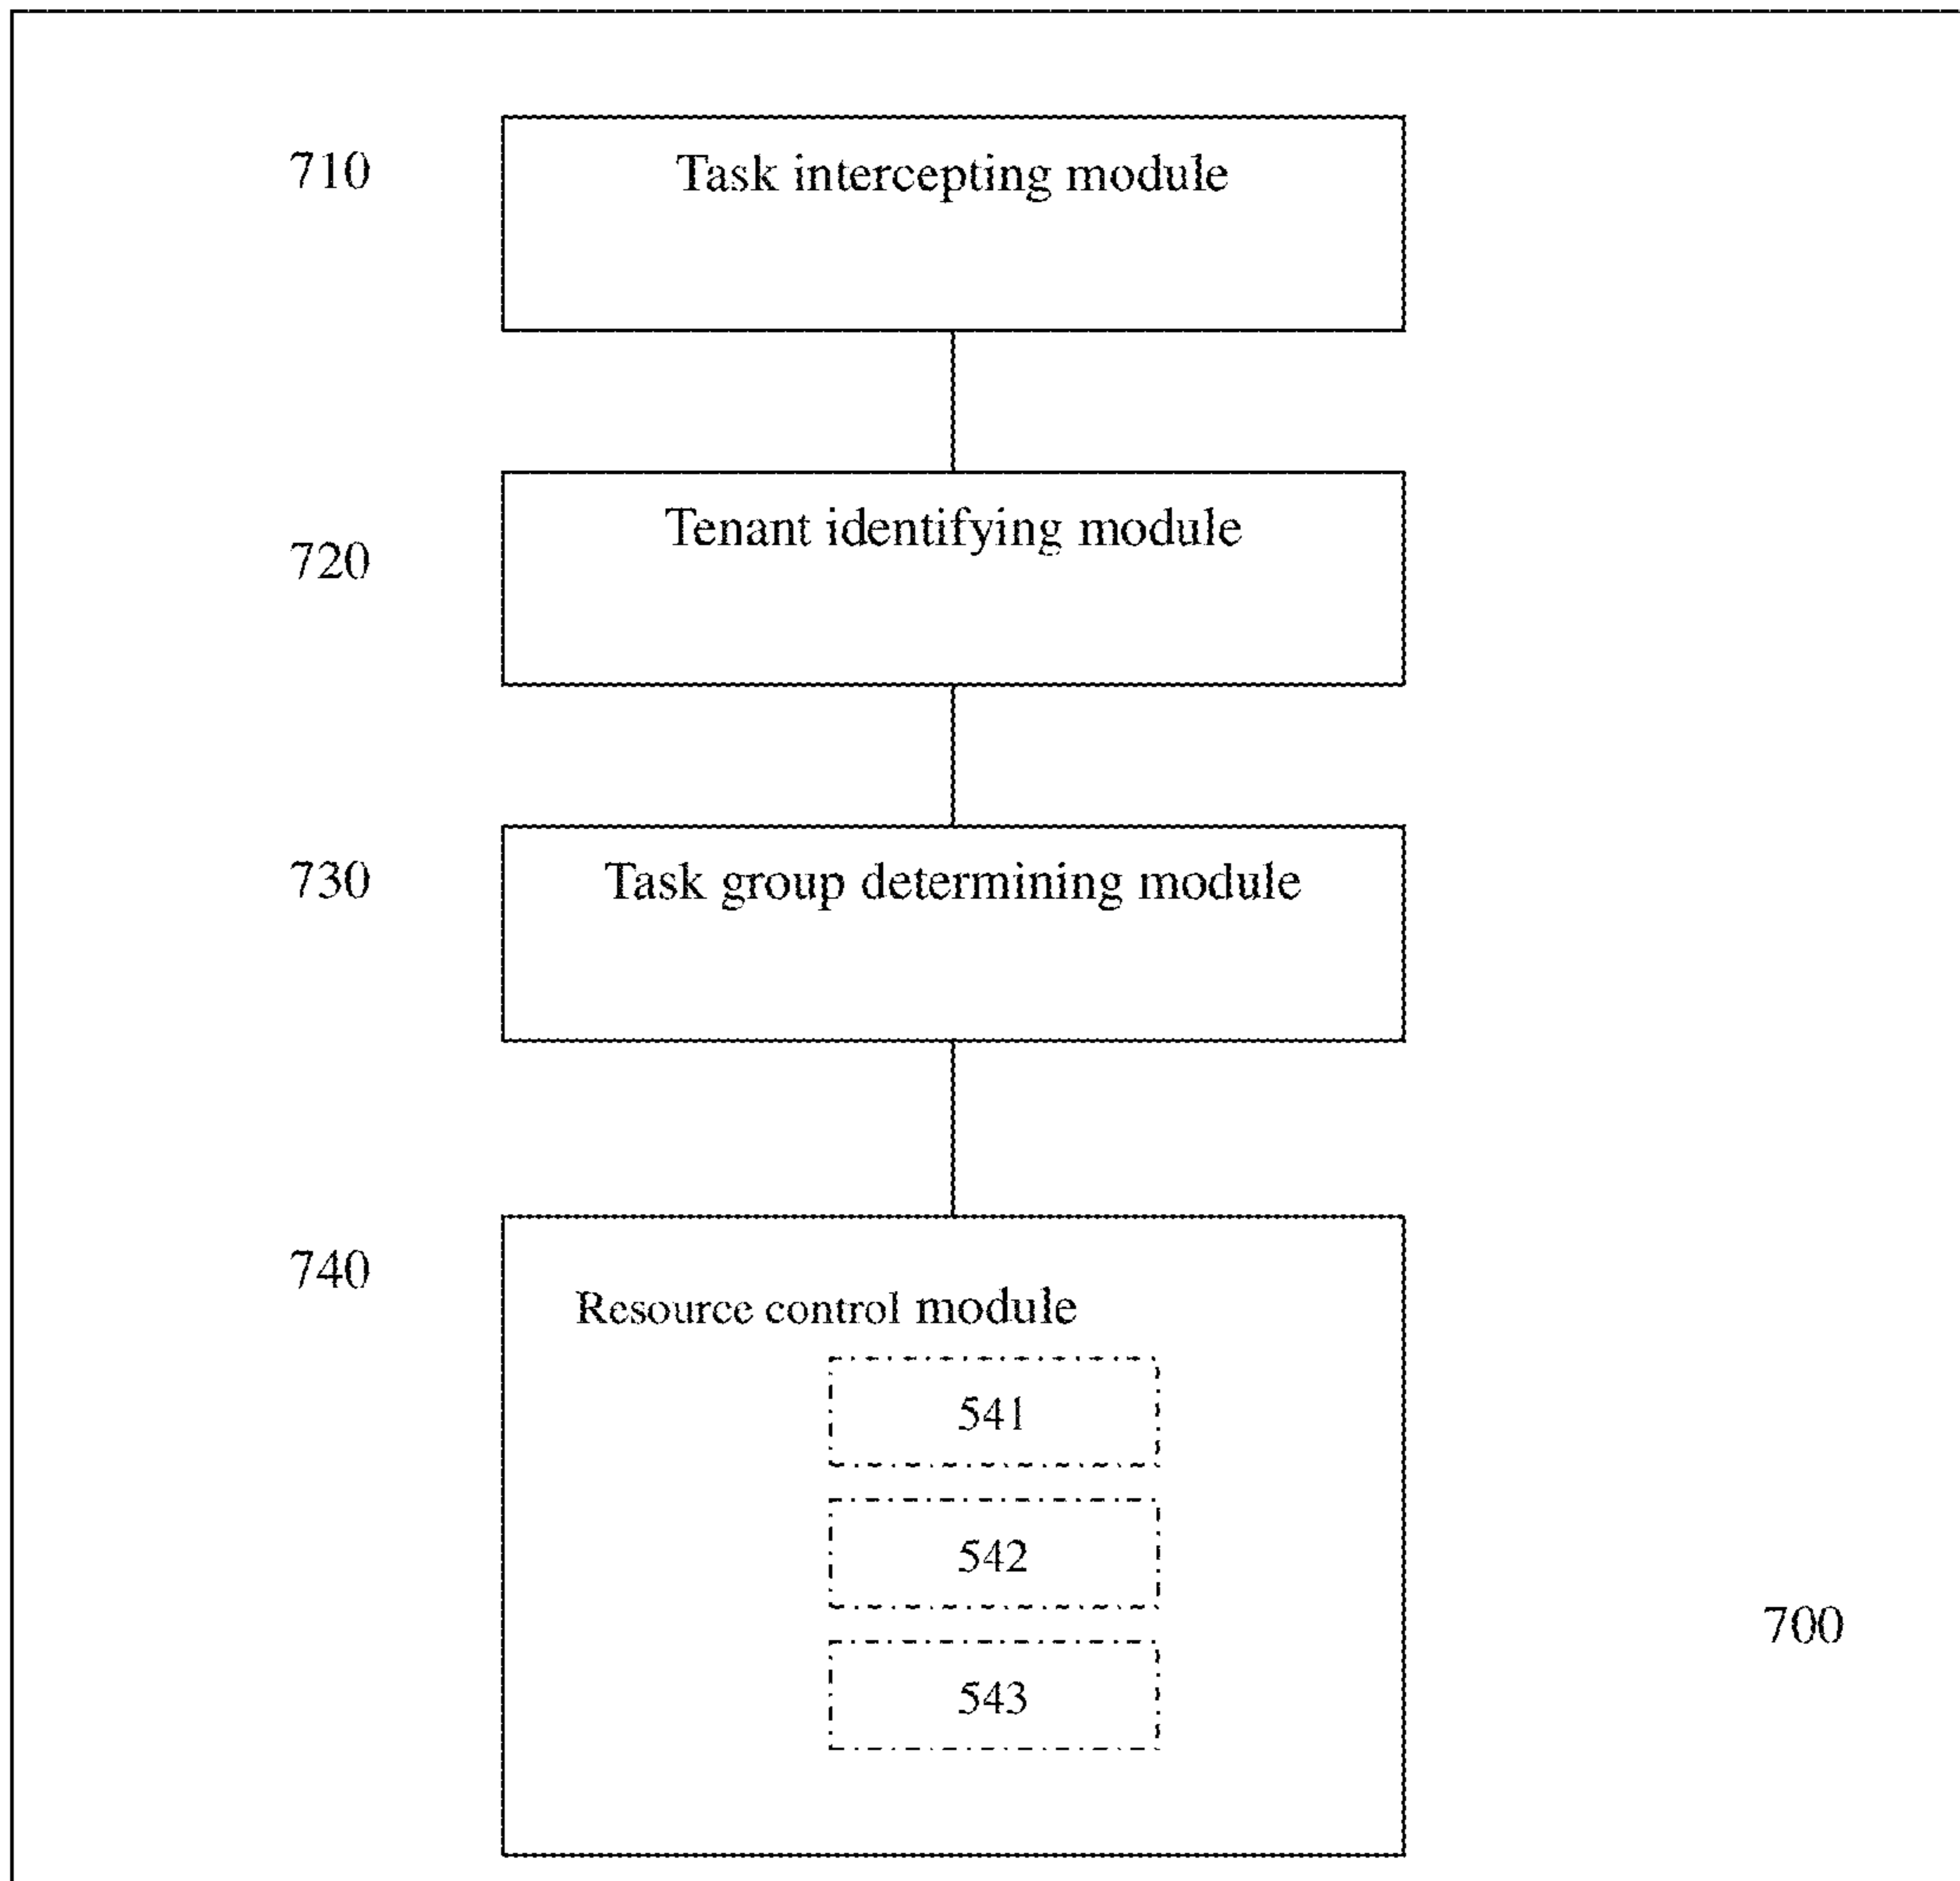 710
Task intercepting module
720
Tenant identifying module
730
Task group determining module
740
Resource control module
541
542
543
700